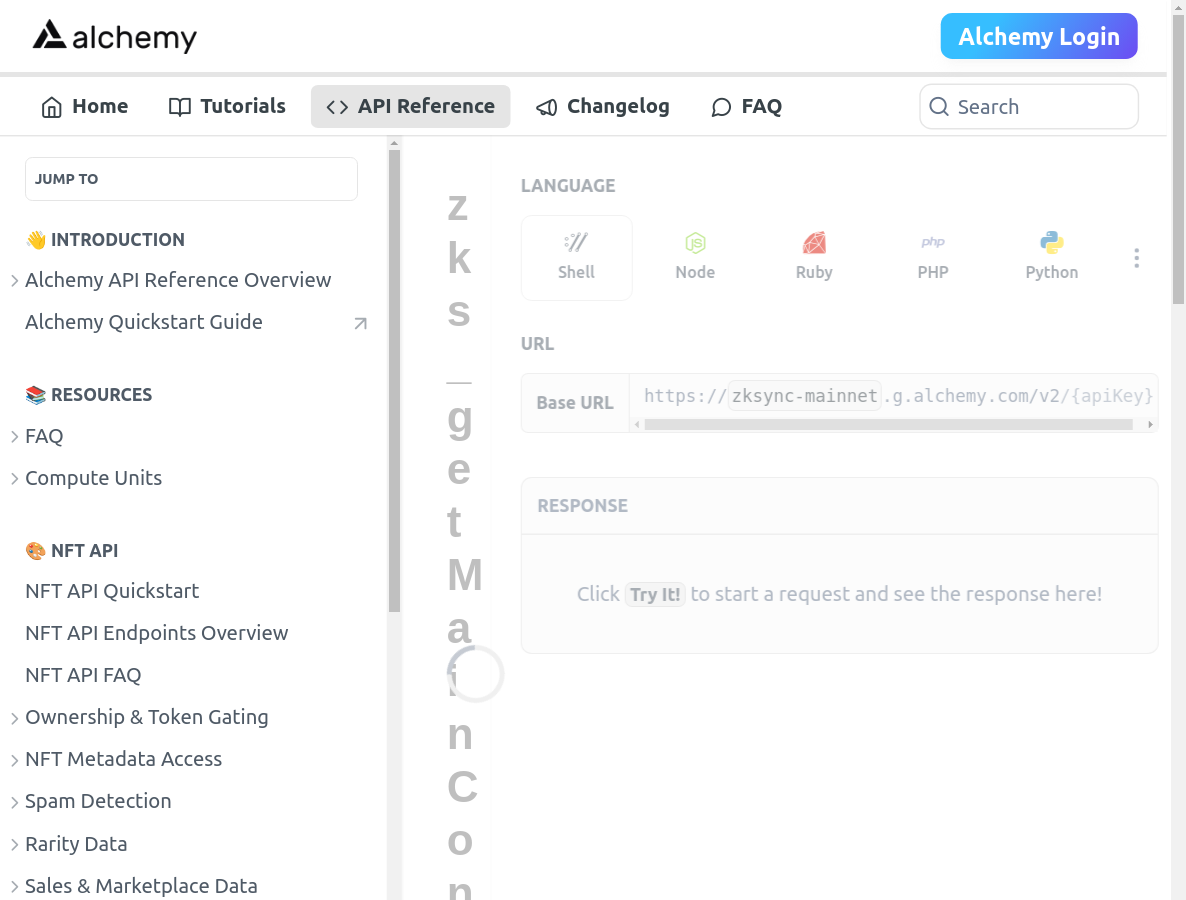 alchemy
Alchemy Login
Home
Tutorials
API Reference
Changelog
FAQ
Search
JUMP TO
👋 INTRODUCTION
Alchemy API Reference Overview
Alchemy Quickstart Guide
📚 RESOURCES
FAQ
Compute Units
🎨 NFT API
NFT API Quickstart
NFT API Endpoints Overview
NFT API FAQ
Ownership & Token Gating
NFT Metadata Access
Spam Detection
Rarity Data
Sales & Marketplace Data
z
k
s
_
g
e
t
M
a
i
n
C
o
n
LANGUAGE
Shell
Node
Ruby
php
PHP
Python
URL
Base URL
https://zksync-mainnet.g.alchemy.com/v2/{apiKey}
RESPONSE
Click Try It! to start a request and see the response here!